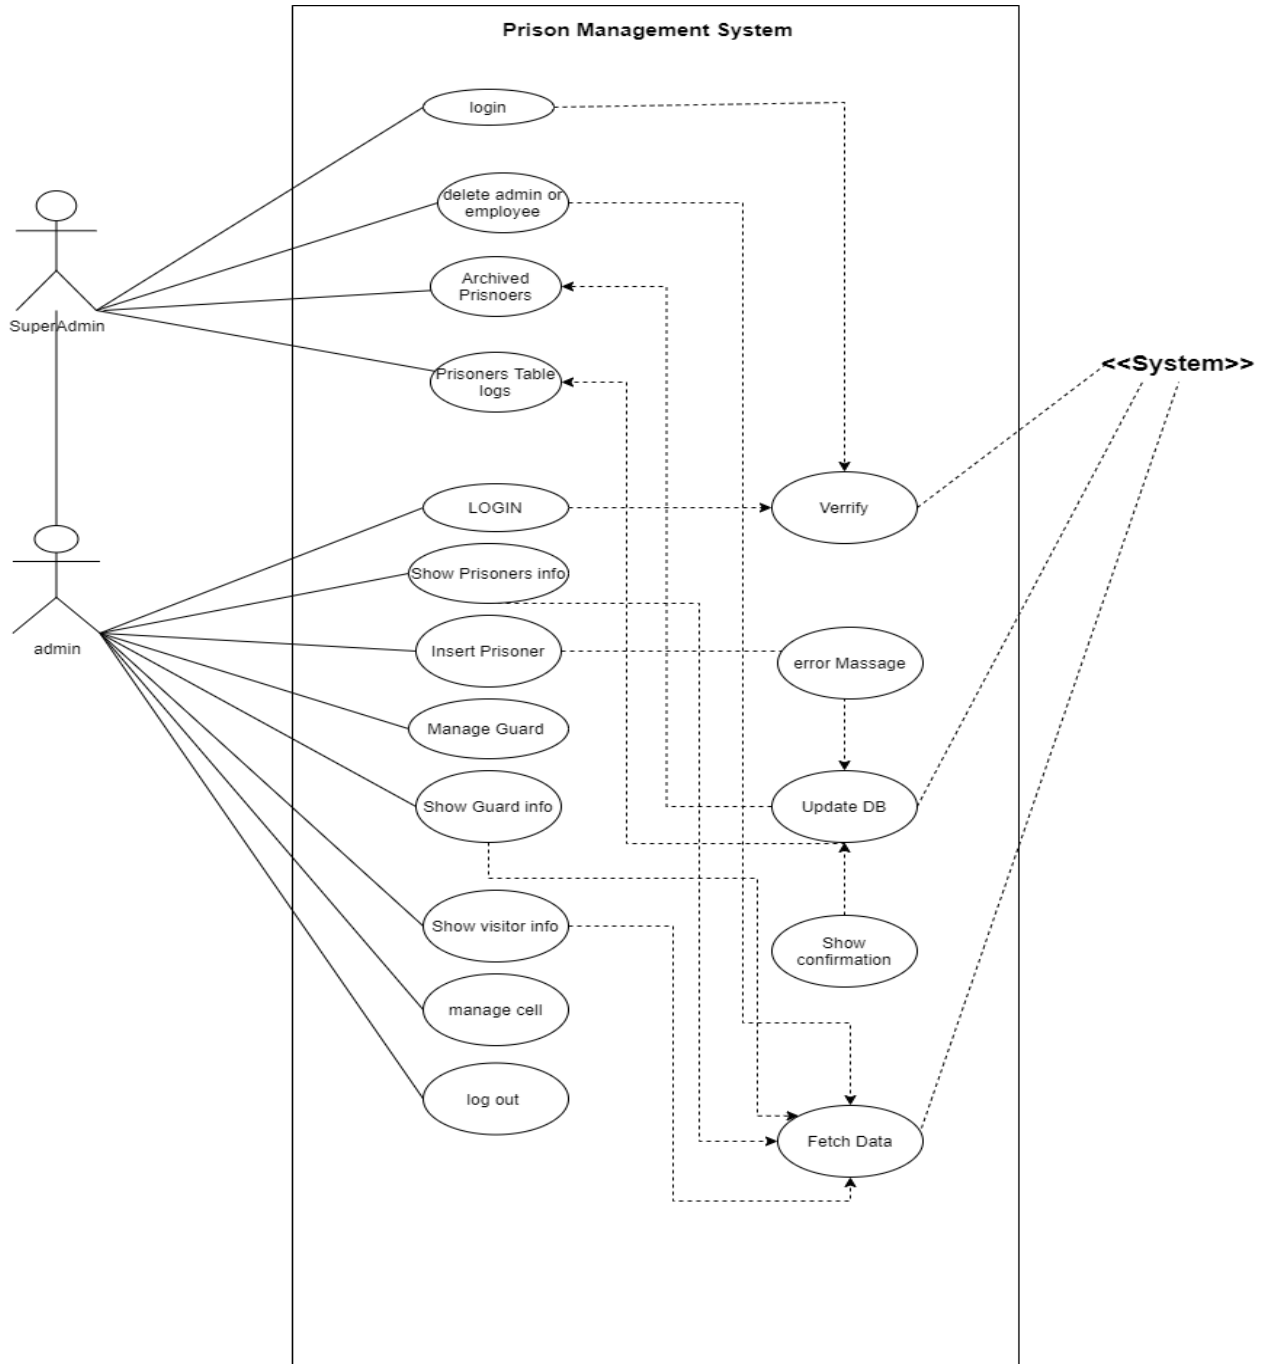 Prison Management System
login
delete admin or
employee
Archived
Prisnoers
SuperAdmin
Prisoners Table
logs
<<System>>
LOGIN
Verrify
Show Prisoners info
admin
Insert Prisoner
error Massage
Manage Guard
Show Guard info
Update DB
Show visitor info
Show
confirmation
manage cell
log out
Fetch Data